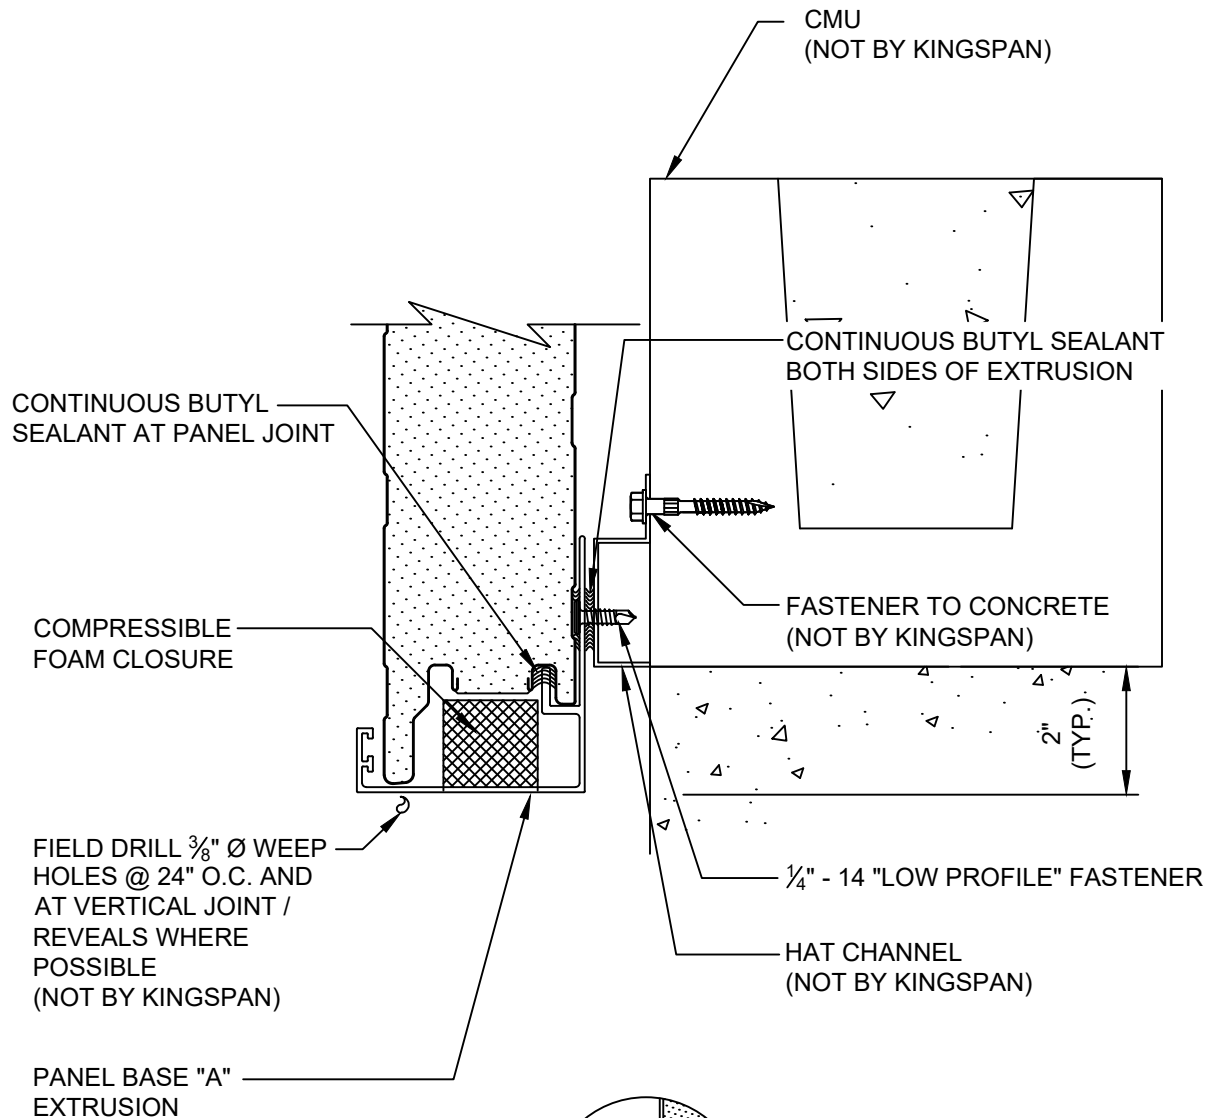 CMU
(NOT BY KINGSPAN)
CONTINUOUS BUTYL SEALANT
BOTH SIDES OF EXTRUSION
CONTINUOUS BUTYL
SEALANT AT PANEL JOINT
FASTENER TO CONCRETE
(NOT BY KINGSPAN)
COMPRESSIBLE
FOAM CLOSURE
2"
(TYP.)
FIELD DRILL ⅜" Ø WEEP
HOLES @ 24" O.C. AND
AT VERTICAL JOINT /
REVEALS WHERE
POSSIBLE
(NOT BY KINGSPAN)
¼" - 14 "LOW PROFILE" FASTENER
HAT CHANNEL
(NOT BY KINGSPAN)
PANEL BASE "A"
EXTRUSION